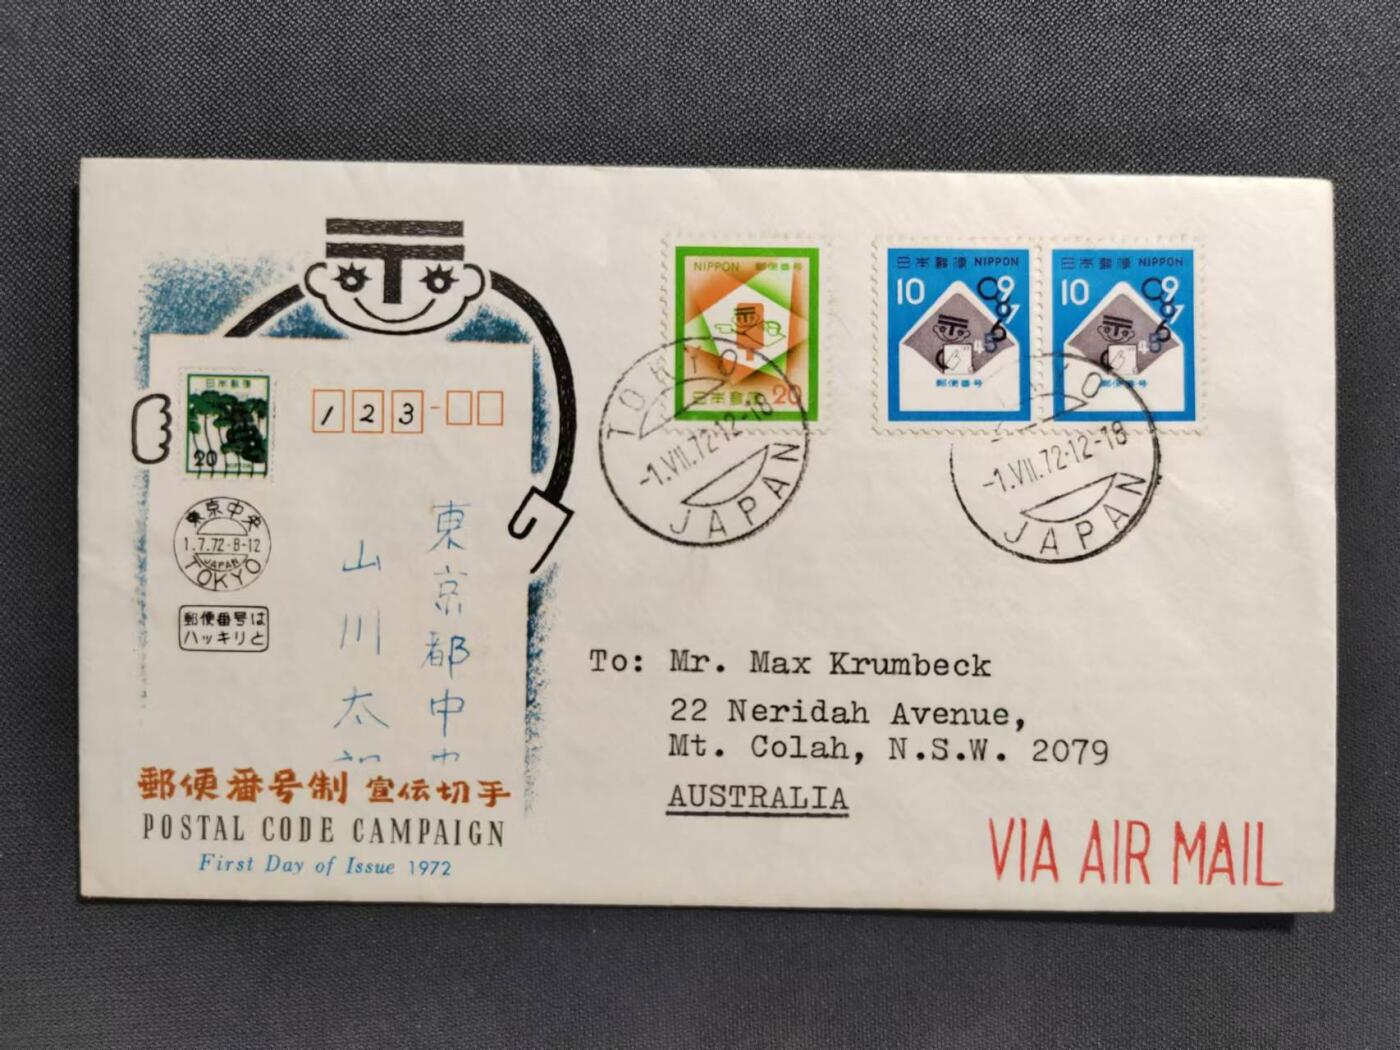 NIPPON 郵便番号
日本郵便 20
日本郵便 NIPPON
10
郵便番号
日本郵便 NIPPON
10
郵便番号
TOKYO
-1.VII.72.12-18
JAPAN
-1.VII.72.12-18
JAPAN
日本郵便
20
1 2 3 -
東京中央
1.7.72-8-12
JAPAN
TOKYO
郵便番号は
ハッキリと
東京都中
山川太
To: Mr. Max Krumbeck
22 Neridah Avenue,
Mt. Colah, N.S.W. 2079
AUSTRALIA
郵便番号制 宣伝切手
POSTAL CODE CAMPAIGN
First Day of Issue 1972
VIA AIR MAIL